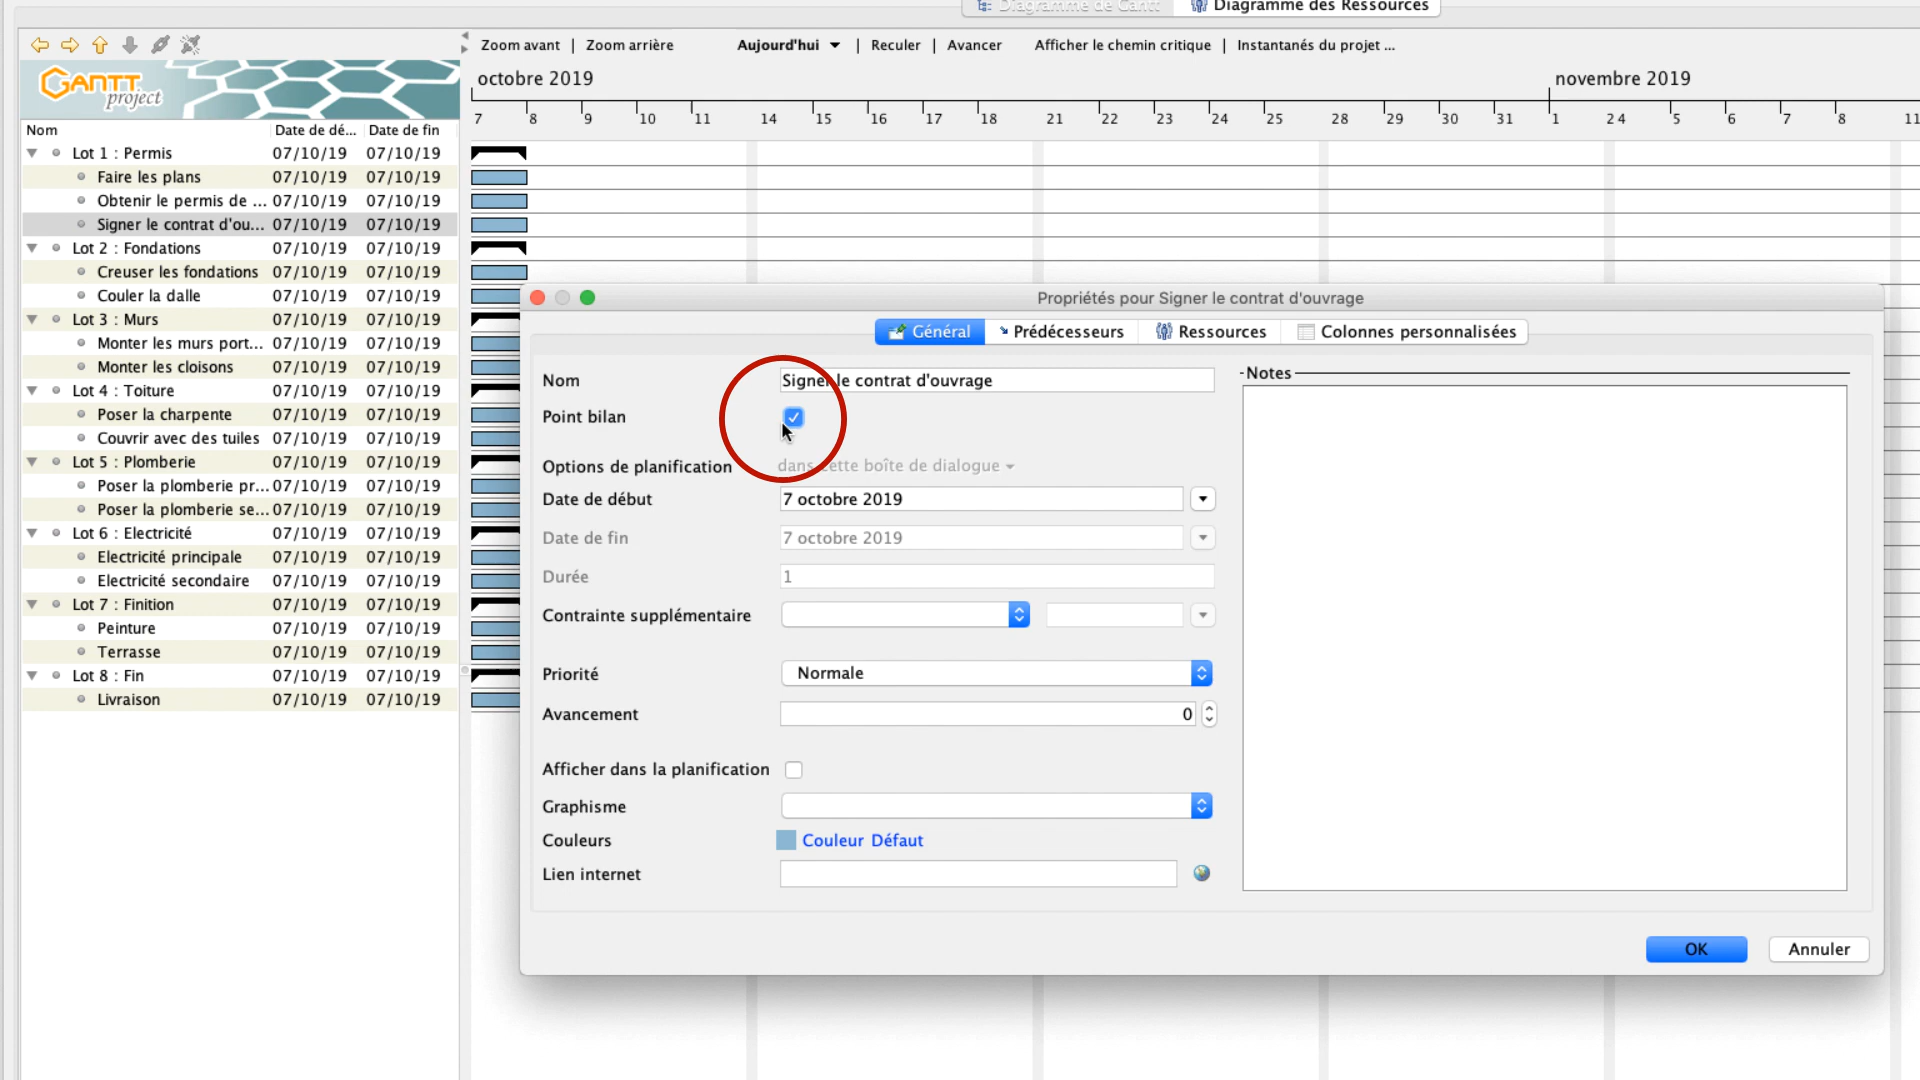 Diagramme de Gantt
Diagramme des Ressources
Zoom avant | Zoom arrière
Aujourd'hui | Reculer | Avancer
Afficher le chemin critique | Instantanés du projet ...
GANTT
project
octobre 2019
novembre 2019
7 8 9 10 11 14 15 16 17 18 21 22 23 24 25 28 29 30 31 1 2 4 5 6 7 8 11
Nom Date de dé... Date de fin
Lot 1 : Permis 07/10/19 07/10/19
Faire les plans 07/10/19 07/10/19
Obtenir le permis de ... 07/10/19 07/10/19
Signer le contrat d'ou... 07/10/19 07/10/19
Lot 2 : Fondations 07/10/19 07/10/19
Creuser les fondations 07/10/19 07/10/19
Couler la dalle 07/10/19 07/10/19
Lot 3 : Murs 07/10/19 07/10/19
Monter les murs port... 07/10/19 07/10/19
Monter les cloisons 07/10/19 07/10/19
Lot 4 : Toiture 07/10/19 07/10/19
Poser la charpente 07/10/19 07/10/19
Couvrir avec des tuiles 07/10/19 07/10/19
Lot 5 : Plomberie 07/10/19 07/10/19
Poser la plomberie pr... 07/10/19 07/10/19
Poser la plomberie se... 07/10/19 07/10/19
Lot 6 : Electricité 07/10/19 07/10/19
Electricité principale 07/10/19 07/10/19
Electricité secondaire 07/10/19 07/10/19
Lot 7 : Finition 07/10/19 07/10/19
Peinture 07/10/19 07/10/19
Terrasse 07/10/19 07/10/19
Lot 8 : Fin 07/10/19 07/10/19
Livraison 07/10/19 07/10/19
Propriétés pour Signer le contrat d'ouvrage
Général Prédécesseurs Ressources Colonnes personnalisées
Nom Signer le contrat d'ouvrage
Point bilan
Options de planification dans cette boîte de dialogue
Date de début 7 octobre 2019
Date de fin 7 octobre 2019
Durée 1
Contrainte supplémentaire
Priorité Normale
Avancement 0
Afficher dans la planification
Graphisme
Couleurs Couleur Défaut
Lien internet
Notes
OK Annuler